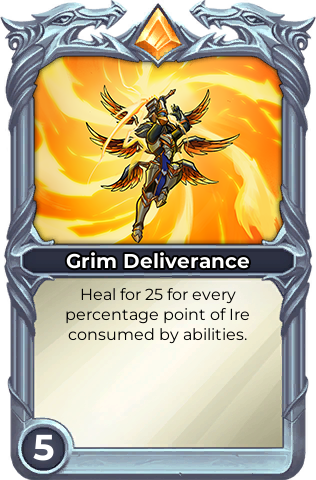 Grim Deliverance
Heal for 25 for every
percentage point of Ire
consumed by abilities.
5